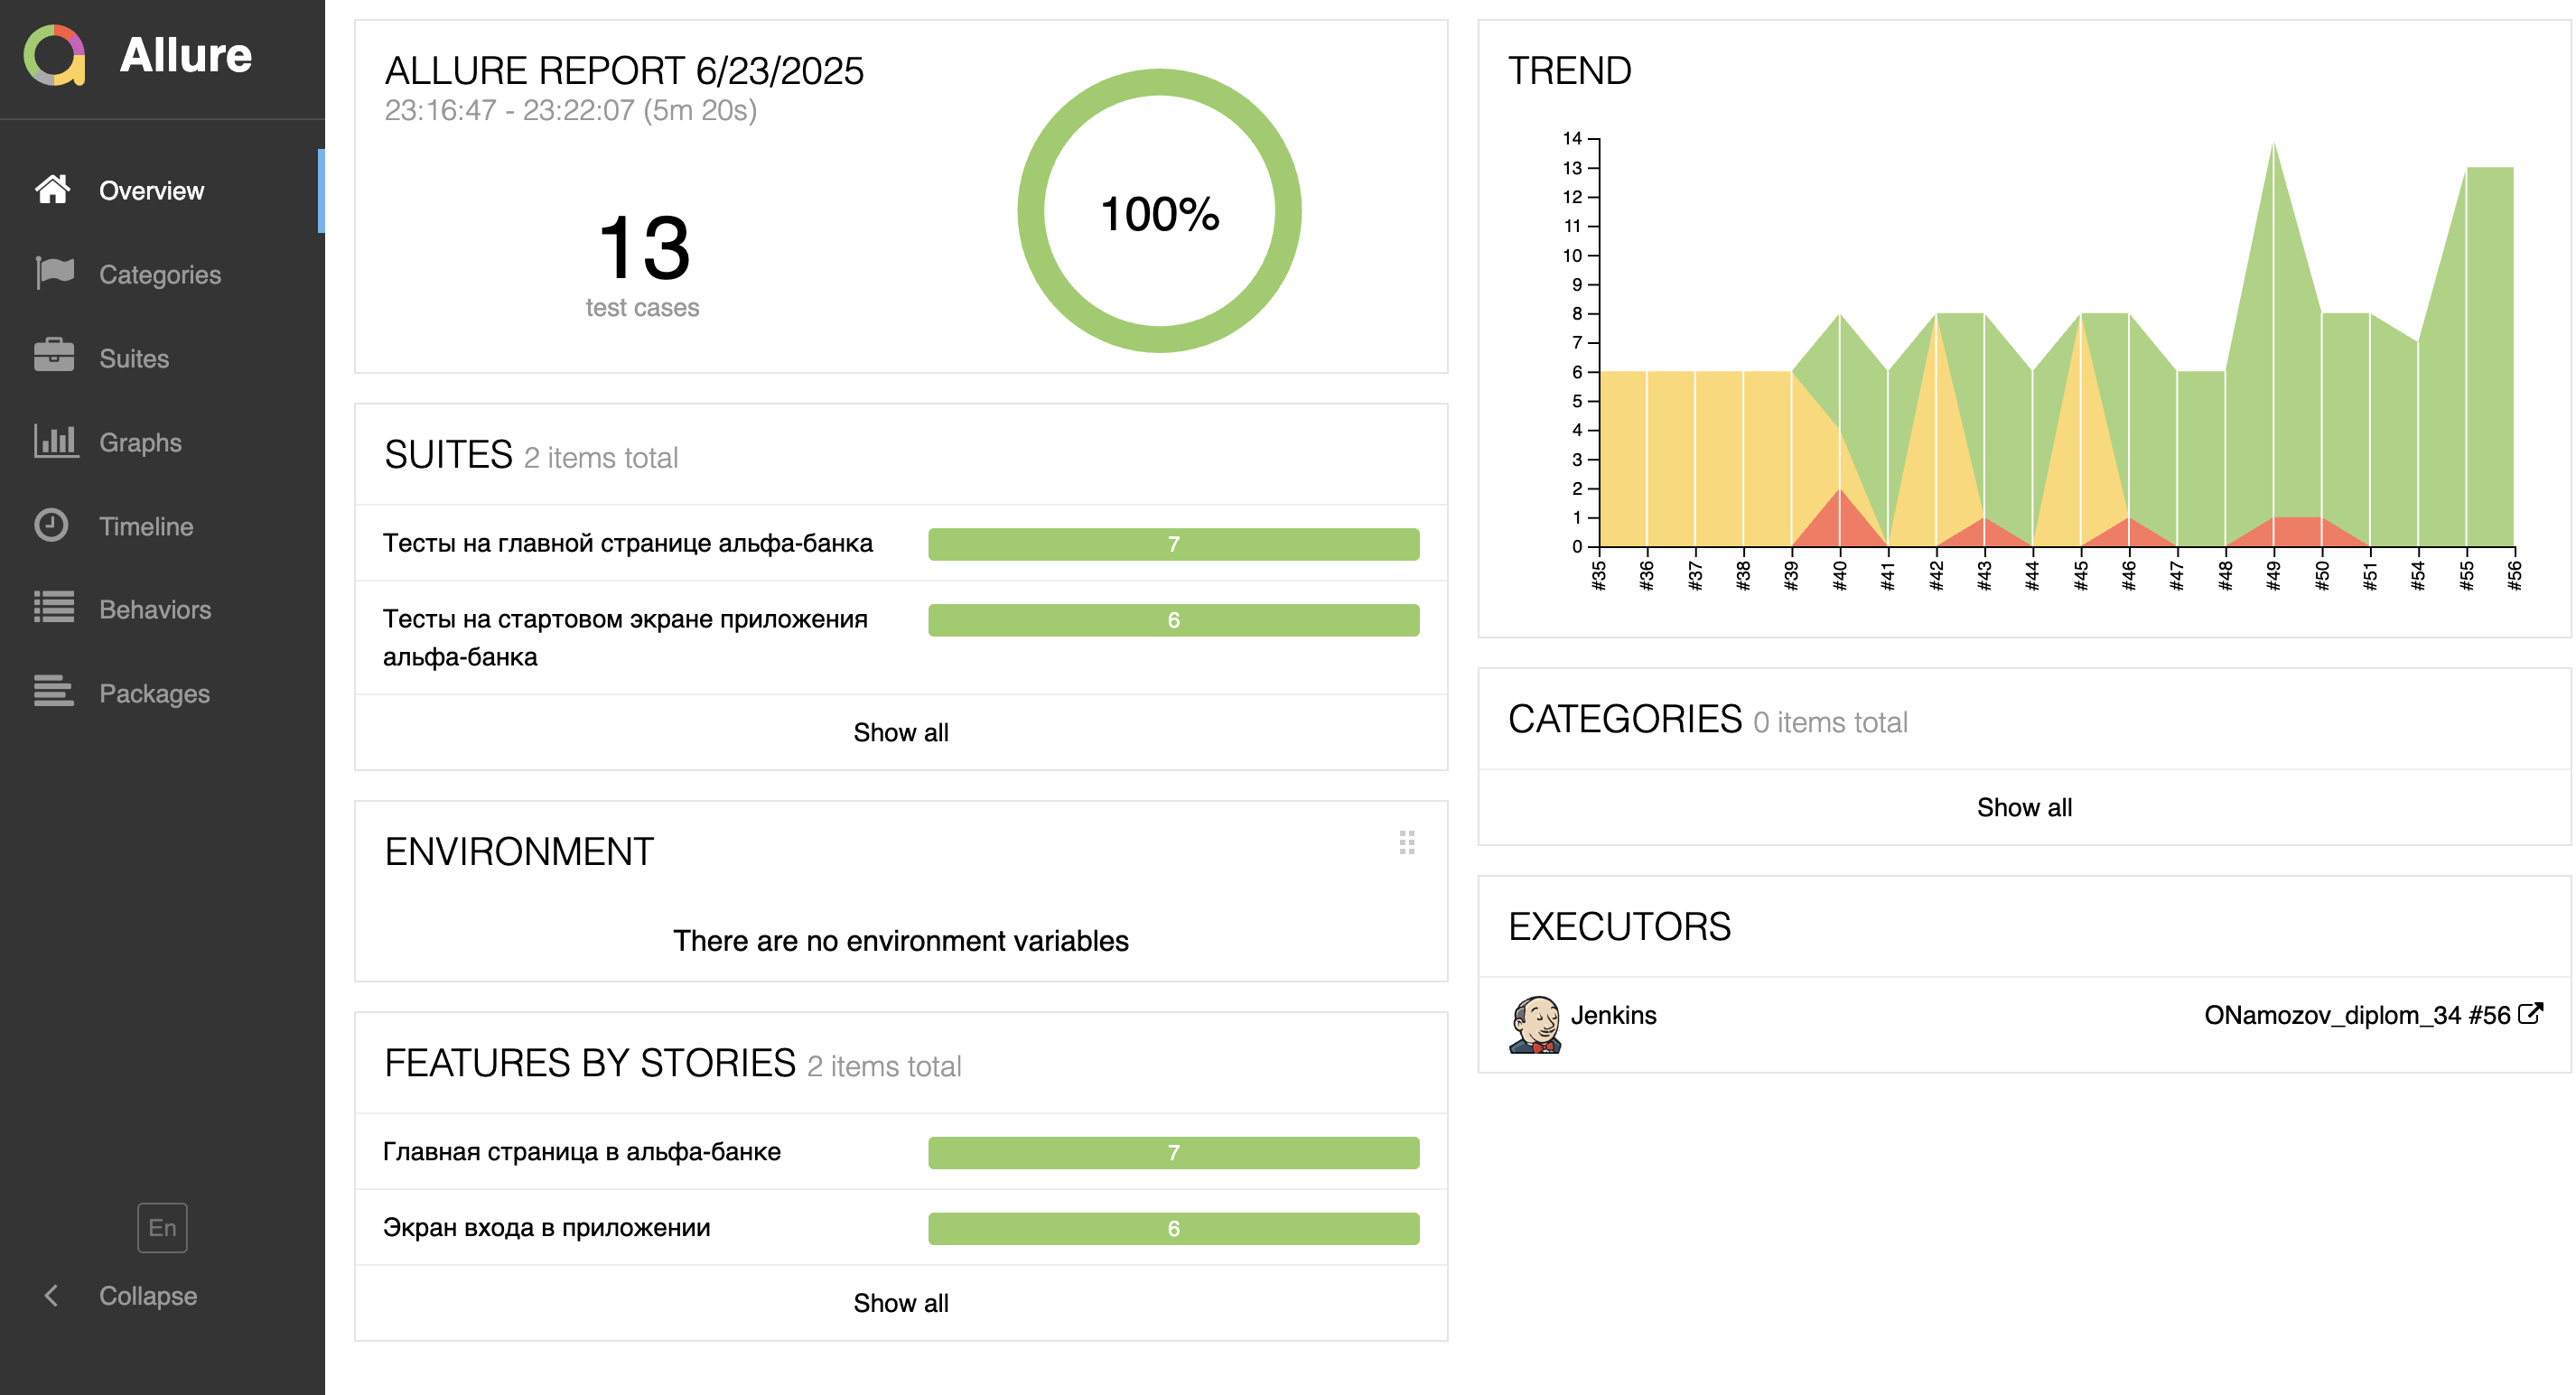 Allure
Overview
Categories
Suites
Graphs
Timeline
Behaviors
Packages
En
Collapse
ALLURE REPORT 6/23/2025
23:16:47 - 23:22:07 (5m 20s)
13
test cases
100%
SUITES 2 items total
Тесты на главной странице альфа-банка
7
Тесты на стартовом экране приложения
альфа-банка
6
Show all
ENVIRONMENT
There are no environment variables
FEATURES BY STORIES 2 items total
Главная страница в альфа-банке
7
Экран входа в приложении
6
Show all
TREND
14
13
12
11
10
9
8
7
6
5
4
3
2
1
0
#35 #36 #37 #38 #39 #40 #41 #42 #43 #44 #45 #46 #47 #48 #49 #50 #51 #54 #55 #56
CATEGORIES 0 items total
Show all
EXECUTORS
Jenkins
ONamozov_diplom_34 #56